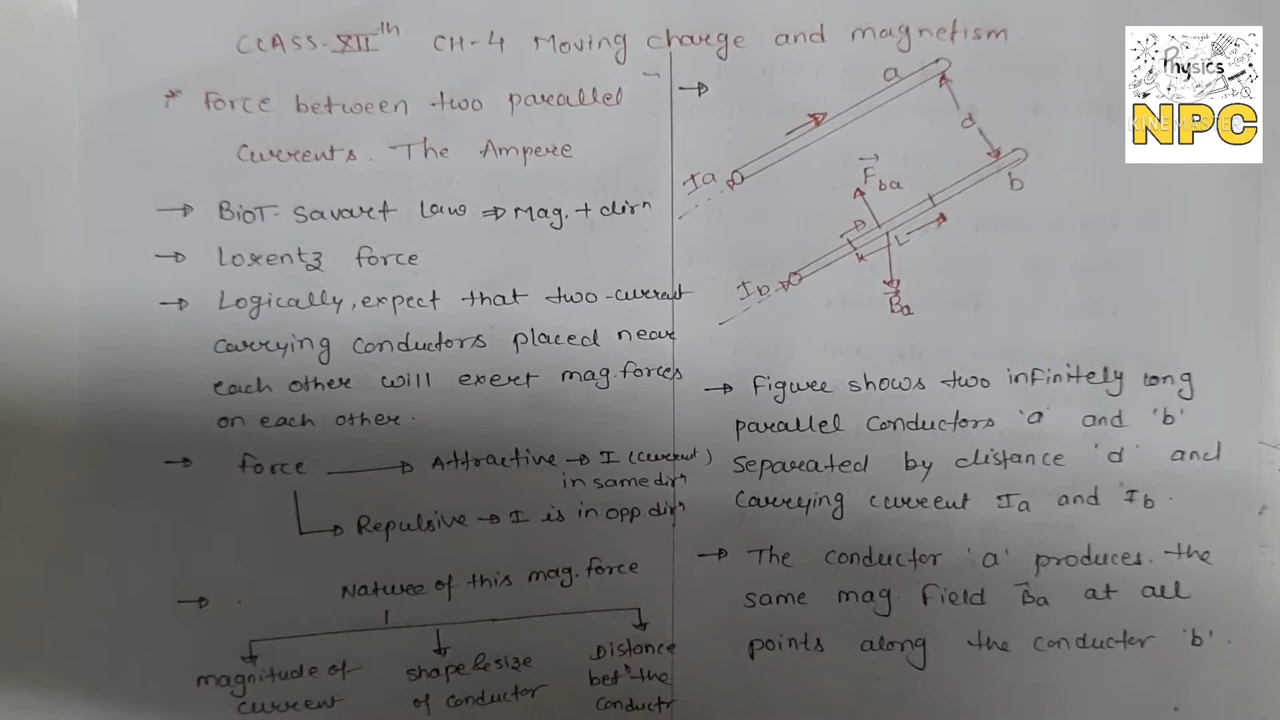 CLASS-XIIth CH-4 Moving charge and magnetism
* Force between two parallel
currents. The Ampere
→ BioT-Savart law ⇒ Mag. + dirn
→ Lorentz force
→ Logically, expect that two-current
carrying conductors placed near
each other will exert mag. forces
on each other.
→ force → Attractive → I (current)
in same dirn
→ Repulsive → I is in opp dirn
→ Nature of this mag. force
magnitude of
current
shape & size
of conductor
Distance
betn the
conductr
→
a
d
Ia
Fba
b
L
Ib
Ba
→ Figure shows two infinitely long
parallel conductors 'a' and 'b'
separated by distance 'd' and
carrying current Ia and Ib.
→ The conductor 'a' produces the
same mag. field Ba at all
points along the conductor 'b'.
Physics
KINEMASTER
NPC